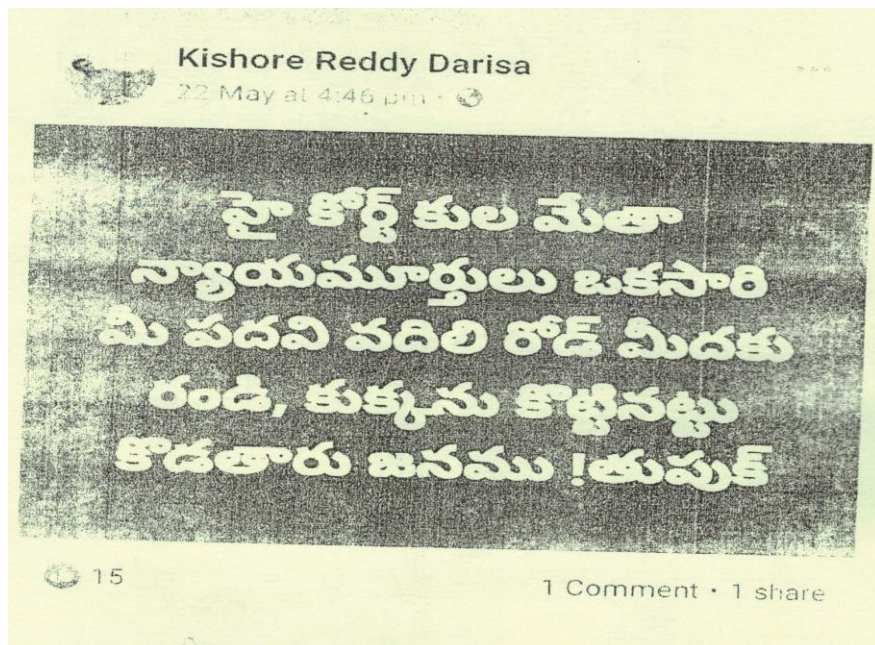 Kishore Reddy Darisa
22 May at 4:46 pm ·
హై కోర్ట్ కుల మేతా
న్యాయమూర్తులు ఒకసారి
మీ పదవి వదిలి రోడ్ మీదకు
రండి, కుక్కను కొట్టినట్టు
కొడతారు జనము !తుపుక్
15
1 Comment · 1 share